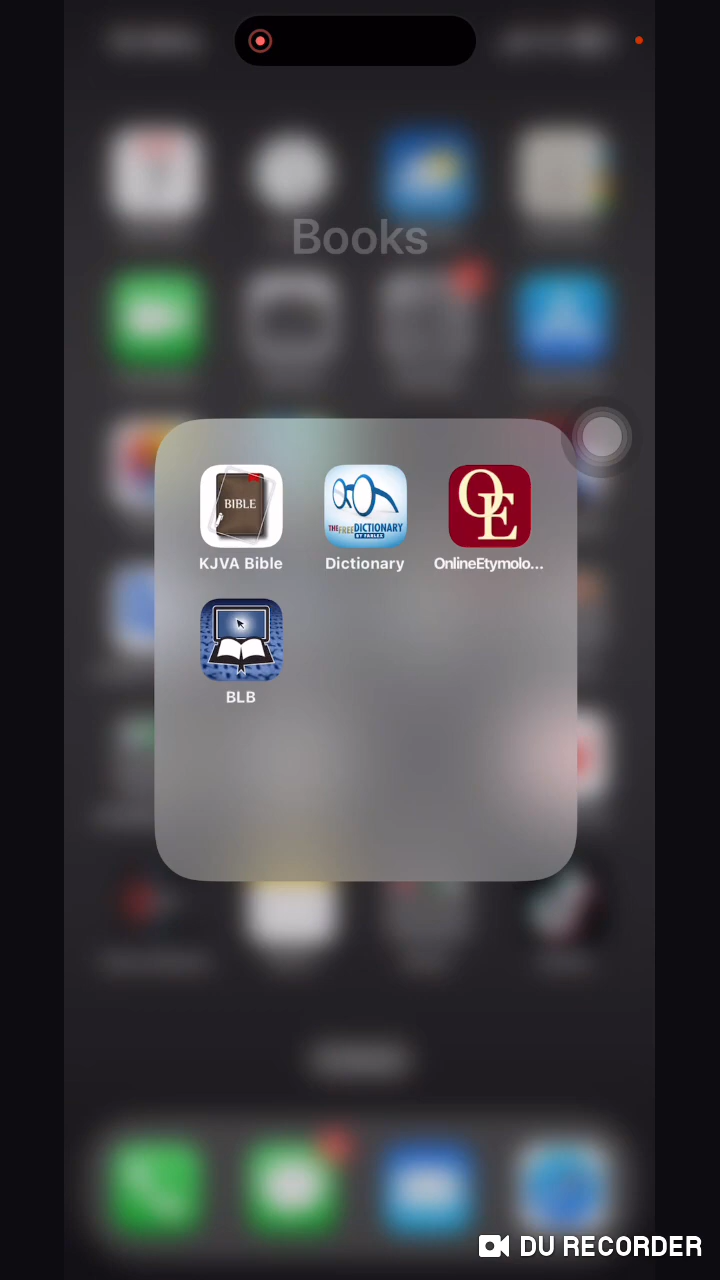 Books
BIBLE
THE FREE DICTIONARY
BY FARLEX
OE
KJVA Bible
Dictionary
OnlineEtymolo...
BLB
DU RECORDER